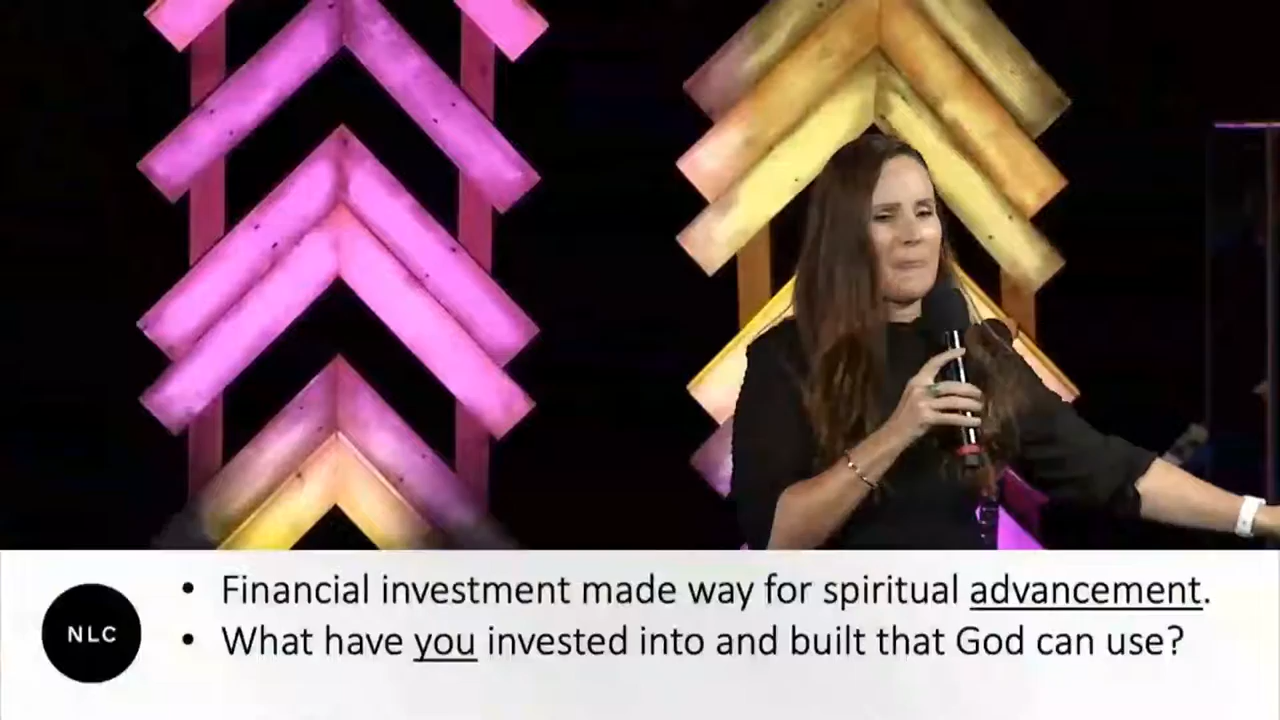 • Financial investment made way for spiritual advancement.
NLC
• What have you invested into and built that God can use?